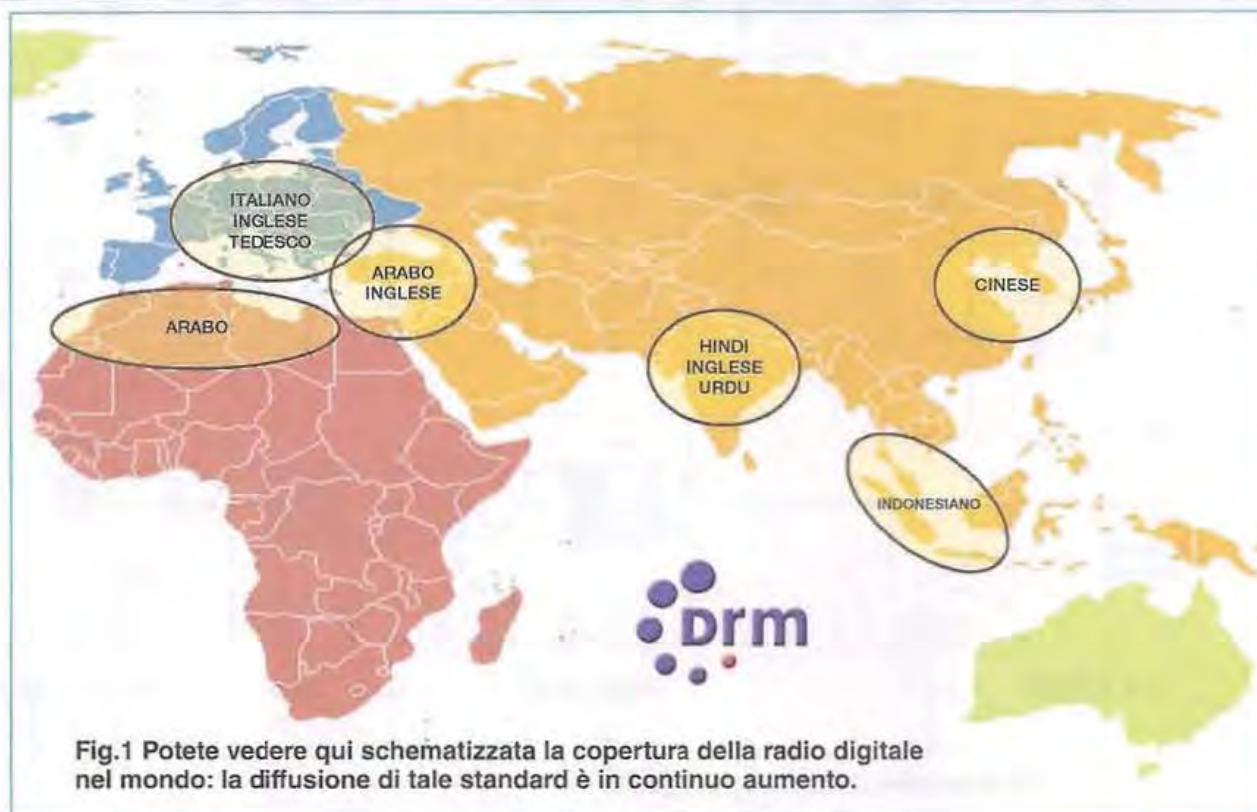 ITALIANO
INGLESE
TEDESCO
ARABO
INGLESE
ARABO
HINDI
INGLESE
URDU
CINESE
INDONESIANO
Drm
Fig.1 Potete vedere qui schematizzata la copertura della radio digitale
nel mondo: la diffusione di tale standard è in continuo aumento.